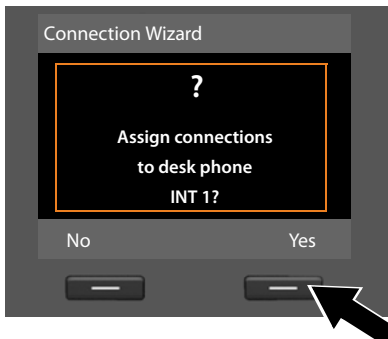 Connection Wizard
?
Assign connections
to desk phone
INT 1?
No Yes